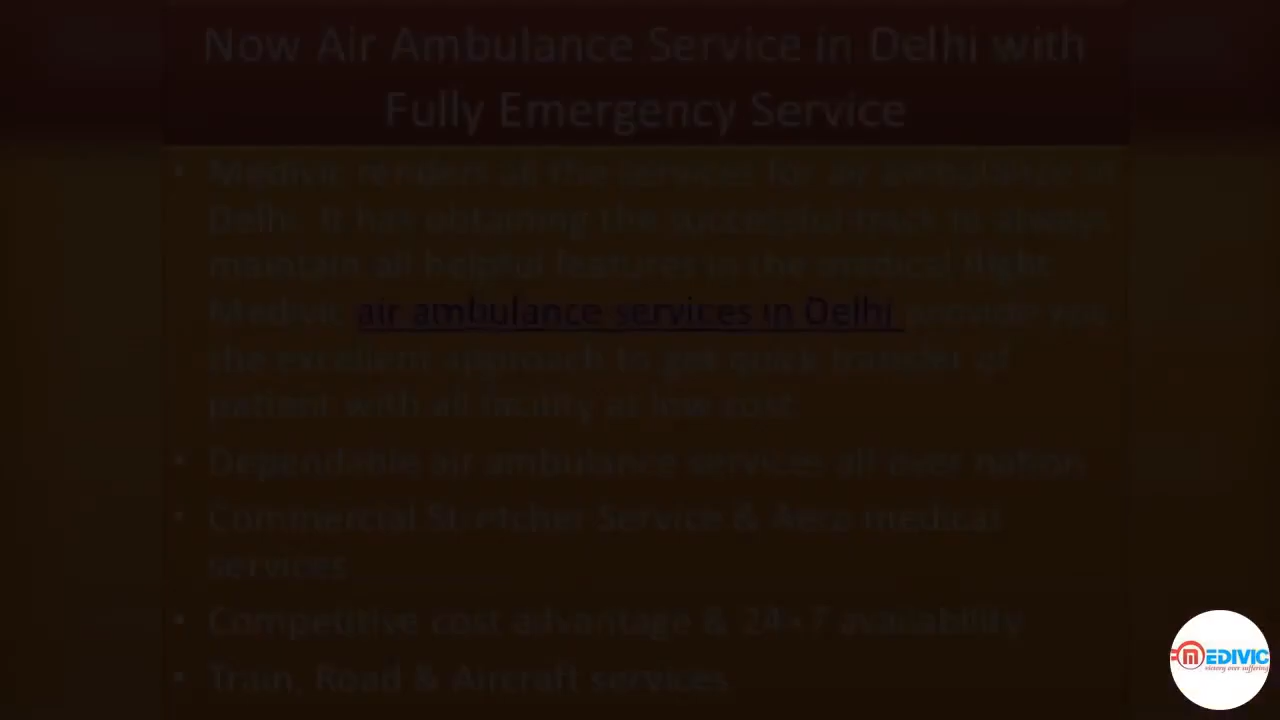 Now Air Ambulance Service in Delhi with
Fully Emergency Service
• Medivic renders all the services for air ambulance in
Delhi. It has obtaining the successful track to always
maintain all helpful features in the medical flight.
Medivic air ambulance services in Delhi provide you
the excellent approach to get quick transfer of
patient with all facility at low cost.
• Dependable air ambulance services all over nation
• Commercial Stretcher Service & Aero medical
services
• Competitive cost advantage & 24×7 availability
• Train, Road & Aircraft services
MEDIVIC
victory over suffering